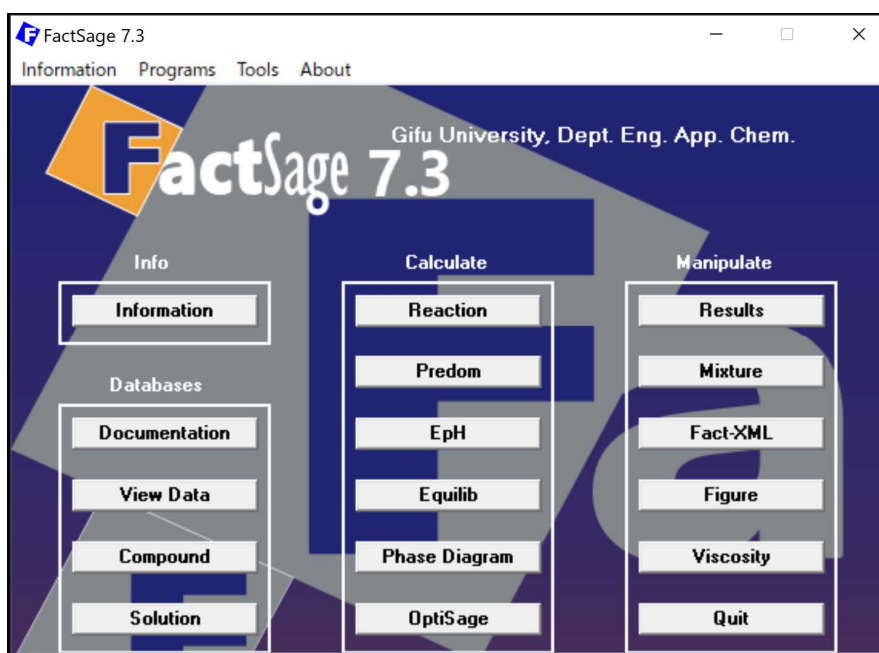 FactSage 7.3
Information Programs Tools About
Gifu University, Dept. Eng. App. Chem.
FactSage 7.3
Info
Information
Databases
Documentation
View Data
Compound
Solution
Calculate
Reaction
Predom
EpH
Equilib
Phase Diagram
OptiSage
Manipulate
Results
Mixture
Fact-XML
Figure
Viscosity
Quit